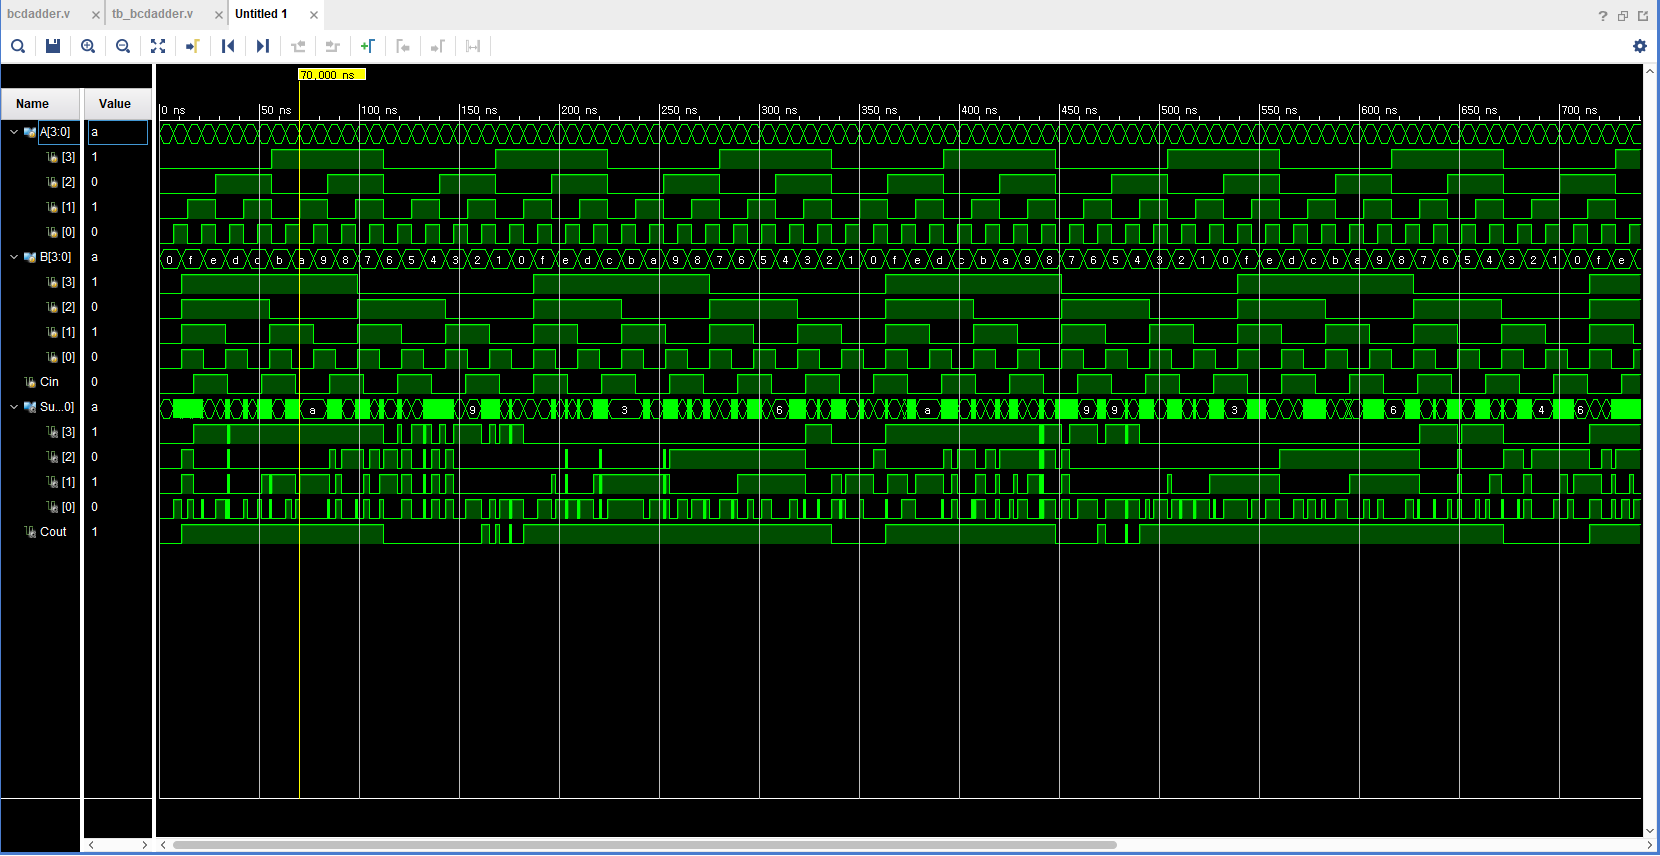 bcdadder.v × tb_bcdadder.v × Untitled 1 ×
70,000 ns
Name Value
0 ns 50 ns 100 ns 150 ns 200 ns 250 ns 300 ns 350 ns 400 ns 450 ns 500 ns 550 ns 600 ns 650 ns 700 ns
A[3:0] a
[3] 1
[2] 0
[1] 1
[0] 0
B[3:0] a 0 f e d c b a 9 8 7 6 5 4 3 2 1 0 f e d c b a 9 8 7 6 5 4 3 2 1 0 f e d c b a 9 8 7 6 5 4 3 2 1 0 f e d c b a 9 8 7 6 5 4 3 2 1 0 f e
[3] 1
[2] 0
[1] 1
[0] 0
Cin 0
Su...0] a a 9 3 6 a 9 9 3 6 4 6
[3] 1
[2] 0
[1] 1
[0] 0
Cout 1